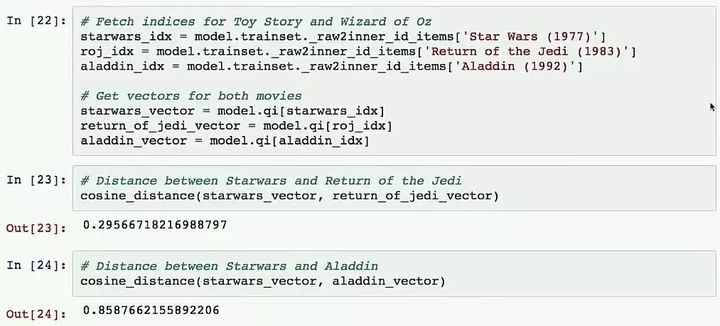 In [22]: # Fetch indices for Toy Story and Wizard of Oz
starwars_idx = model.trainset._raw2inner_id_items['Star Wars (1977)']
roj_idx = model.trainset._raw2inner_id_items['Return of the Jedi (1983)']
aladdin_idx = model.trainset._raw2inner_id_items['Aladdin (1992)']
# Get vectors for both movies
starwars_vector = model.qi[starwars_idx]
return_of_jedi_vector = model.qi[roj_idx]
aladdin_vector = model.qi[aladdin_idx]
In [23]: # Distance between Starwars and Return of the Jedi
cosine_distance(starwars_vector, return_of_jedi_vector)
Out[23]: 0.29566718216988797
In [24]: # Distance between Starwars and Aladdin
cosine_distance(starwars_vector, aladdin_vector)
Out[24]: 0.8587662155892206